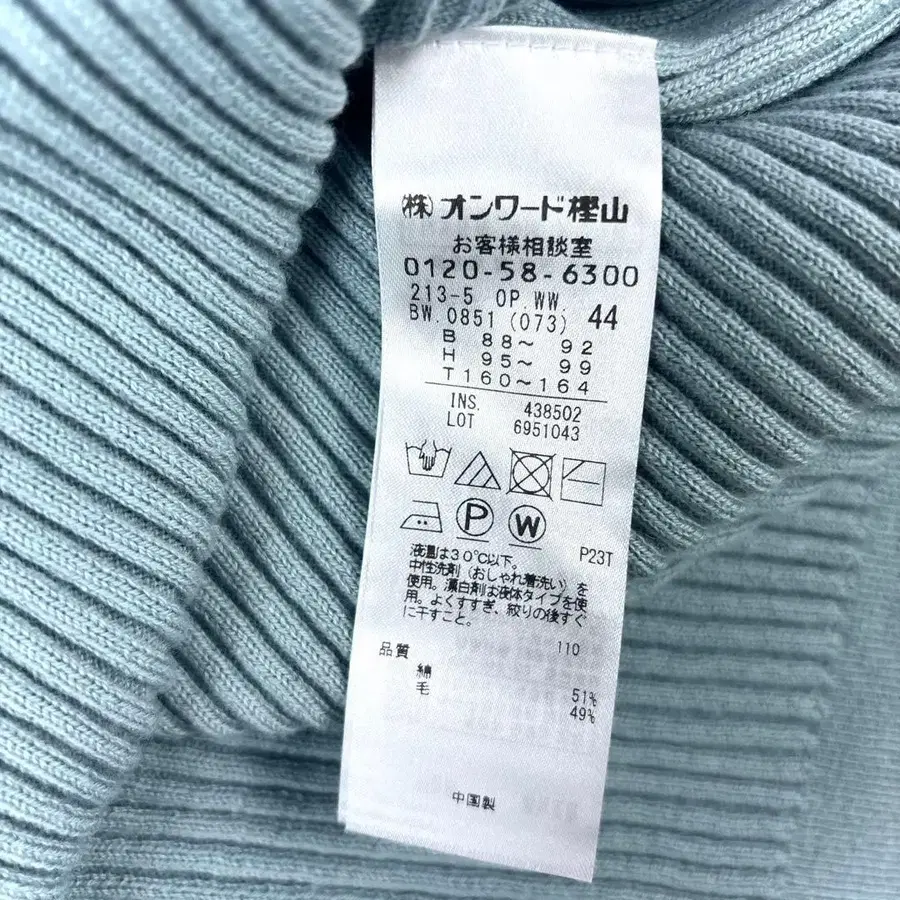 ㈱オンワード樫山
お客様相談室
0120-58-6300
213-5 OP.WW.
BW.0851 (073) 44
B 88～ 92
H 95～ 99
T160～164
INS. 438502
LOT 6951043
P W
P23T
液温は30℃以下。
中性洗剤（おしゃれ着洗い）を
使用。漂白剤は液体タイプを使
用。よくすすぎ、絞りの後すぐ
に干すこと。
品質 110
綿 51%
毛 49%
中国製